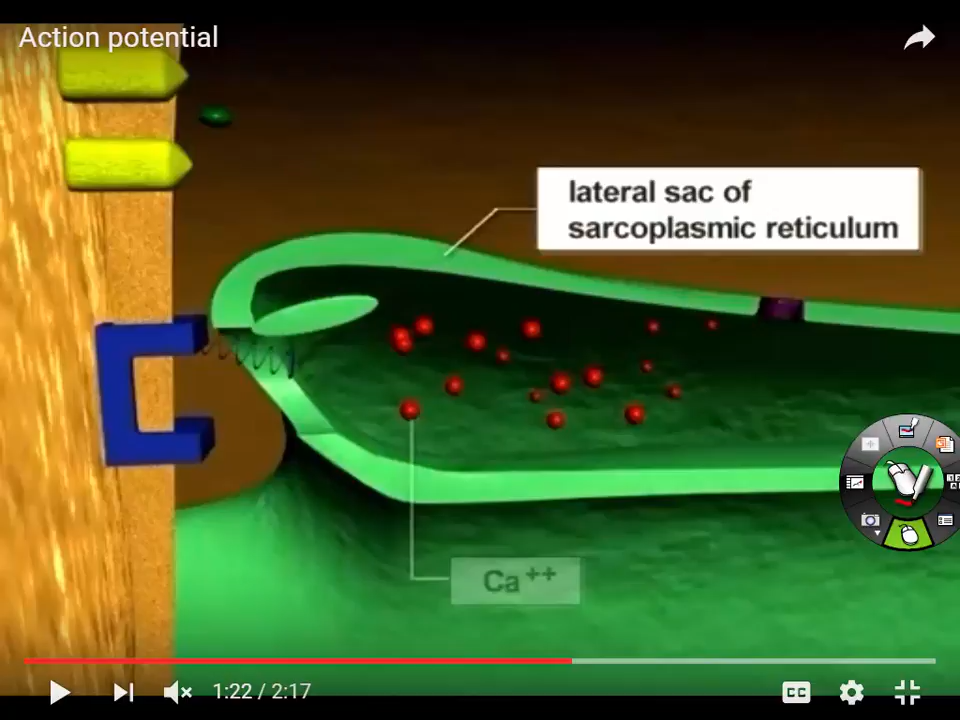 Action potential
lateral sac of
sarcoplasmic reticulum
Ca++
1:22 / 2:17
CC